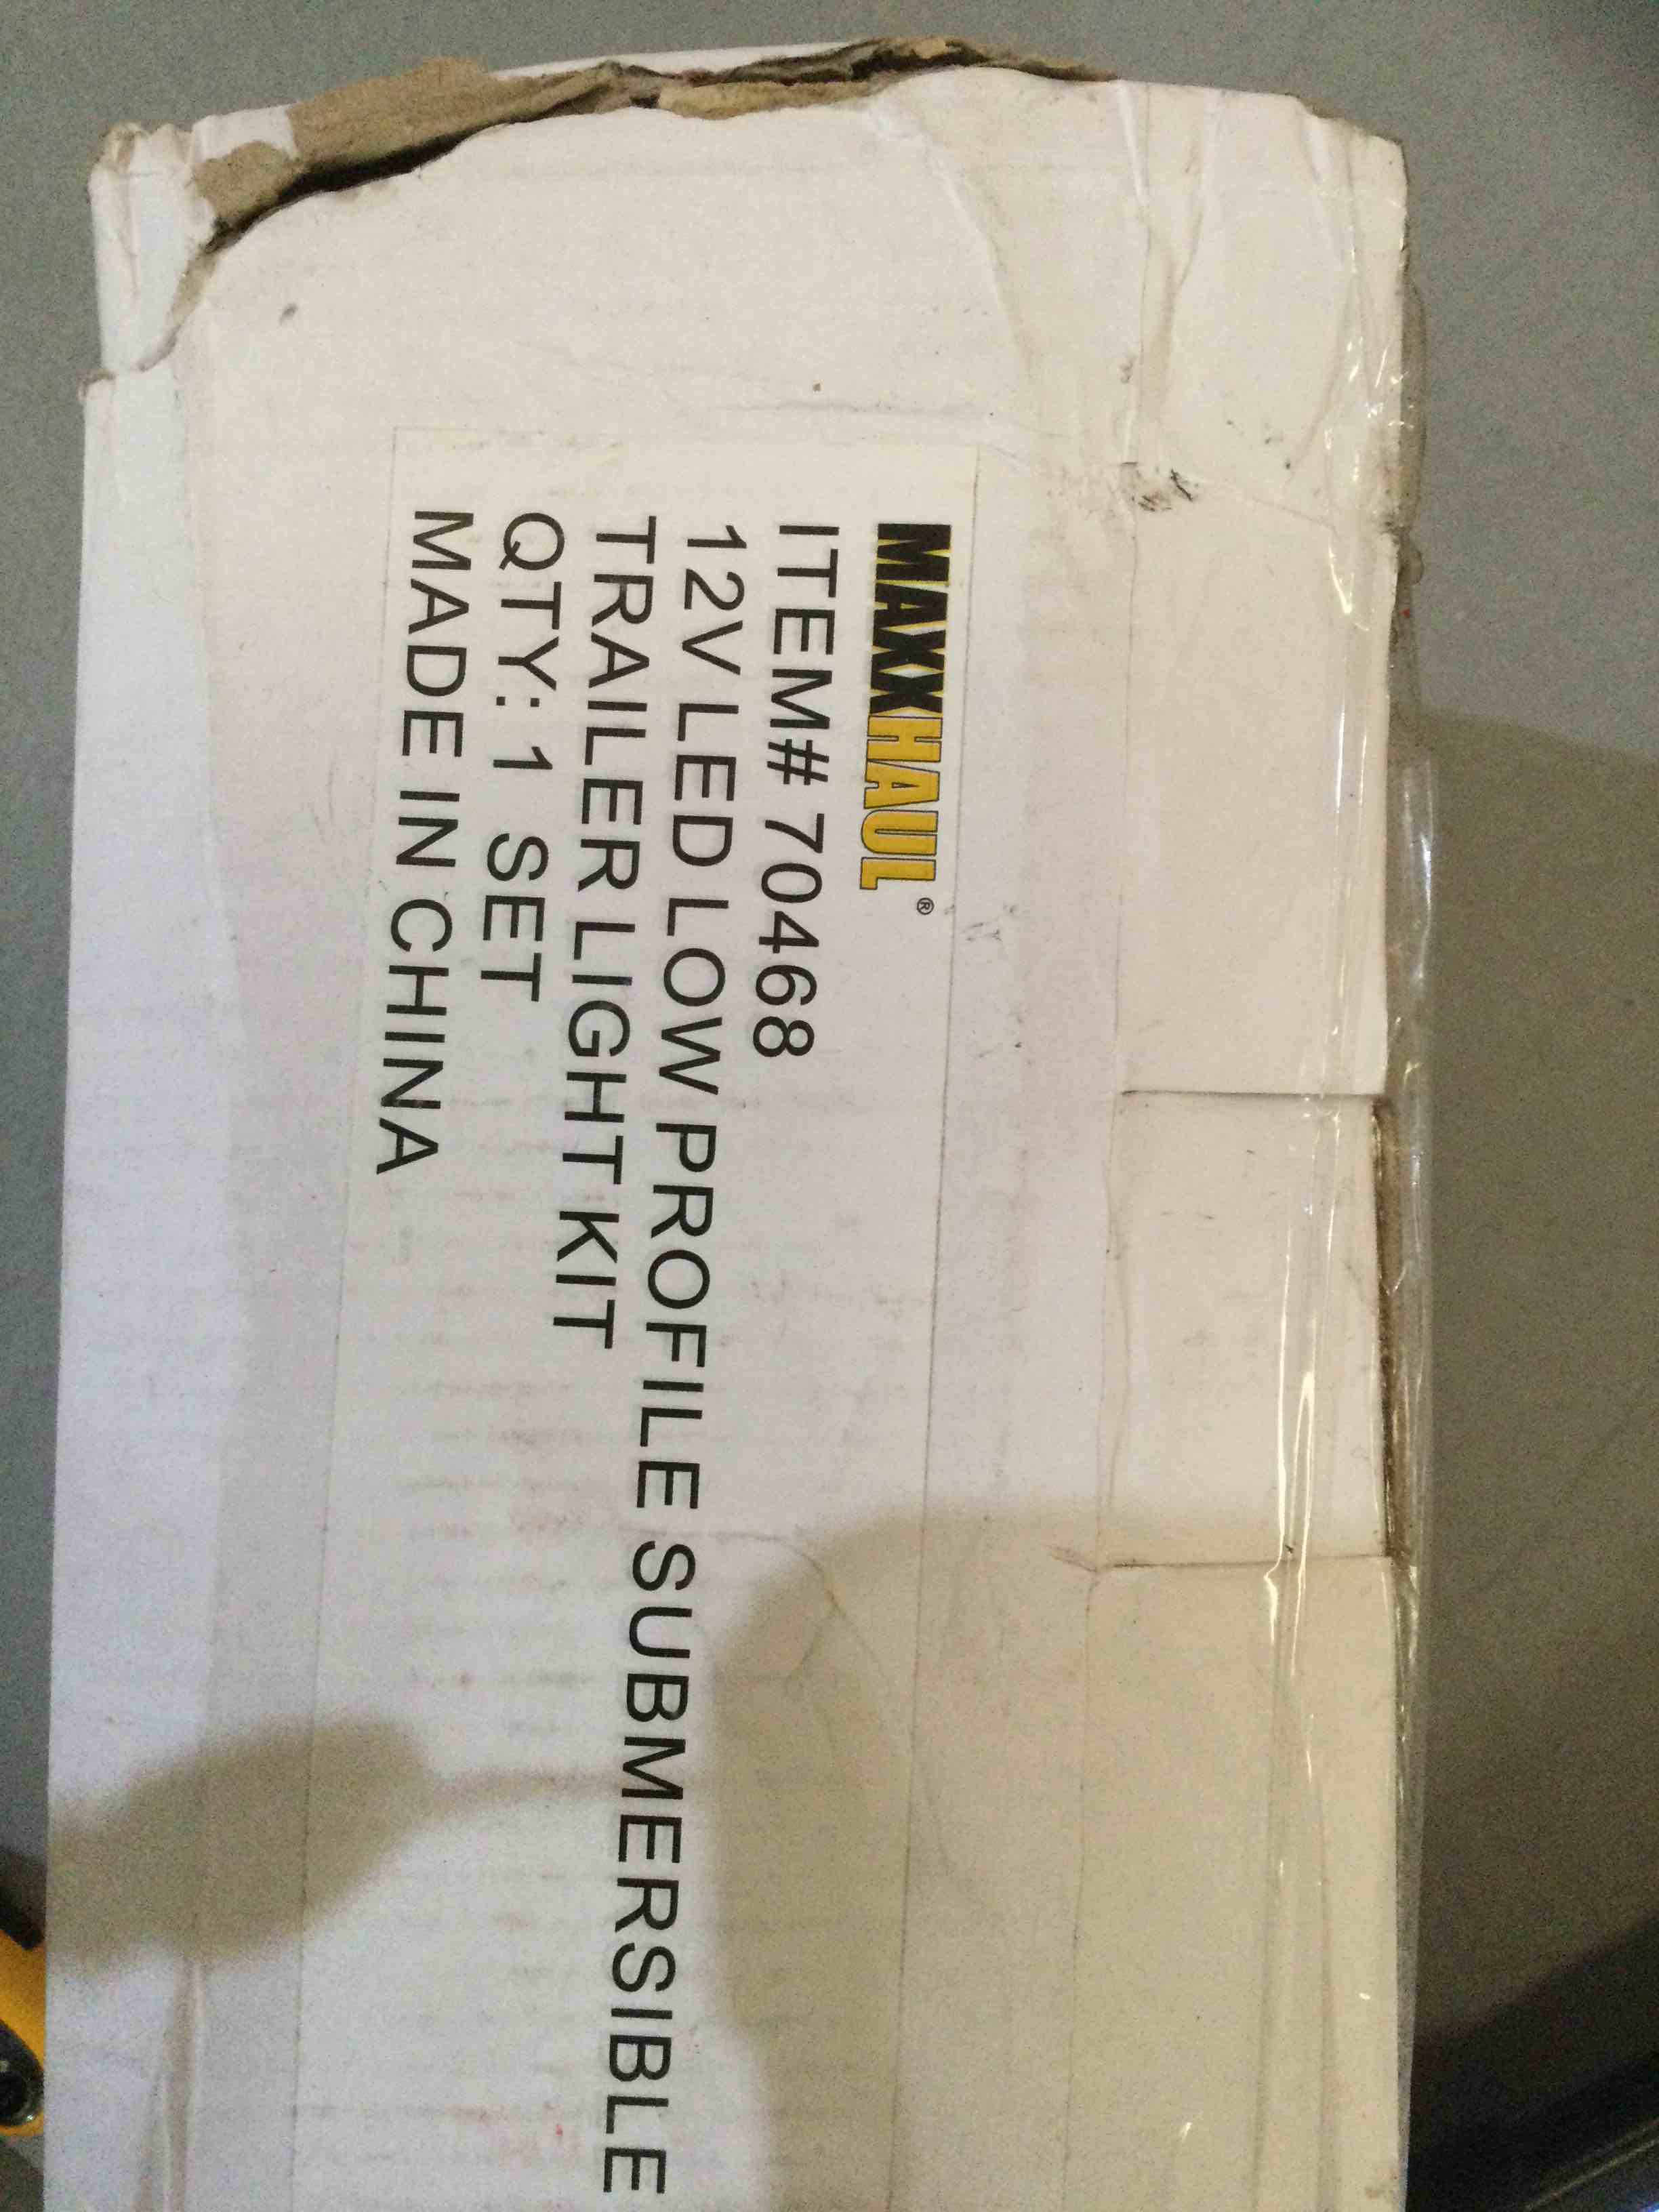 MAXXHAUL®
ITEM# 70468
12V LED LOW PROFILE SUBMERSIBLE
TRAILER LIGHT KIT
QTY: 1 SET
MADE IN CHINA